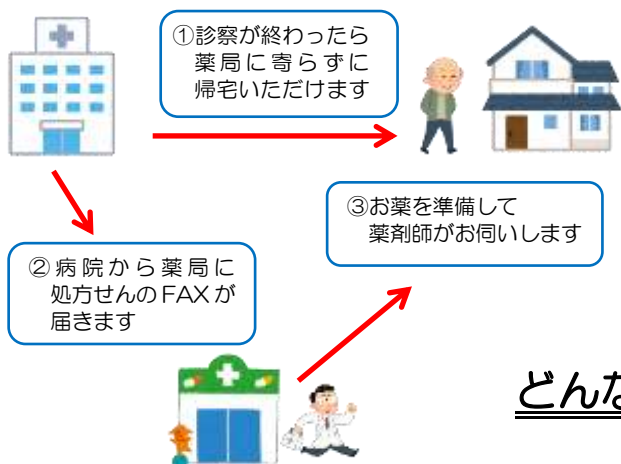 ①診察が終わったら
薬局に寄らずに
帰宅いただけます
②病院から薬局に
処方せんのFAXが
届きます
③お薬を準備して
薬剤師がお伺いします
どんな